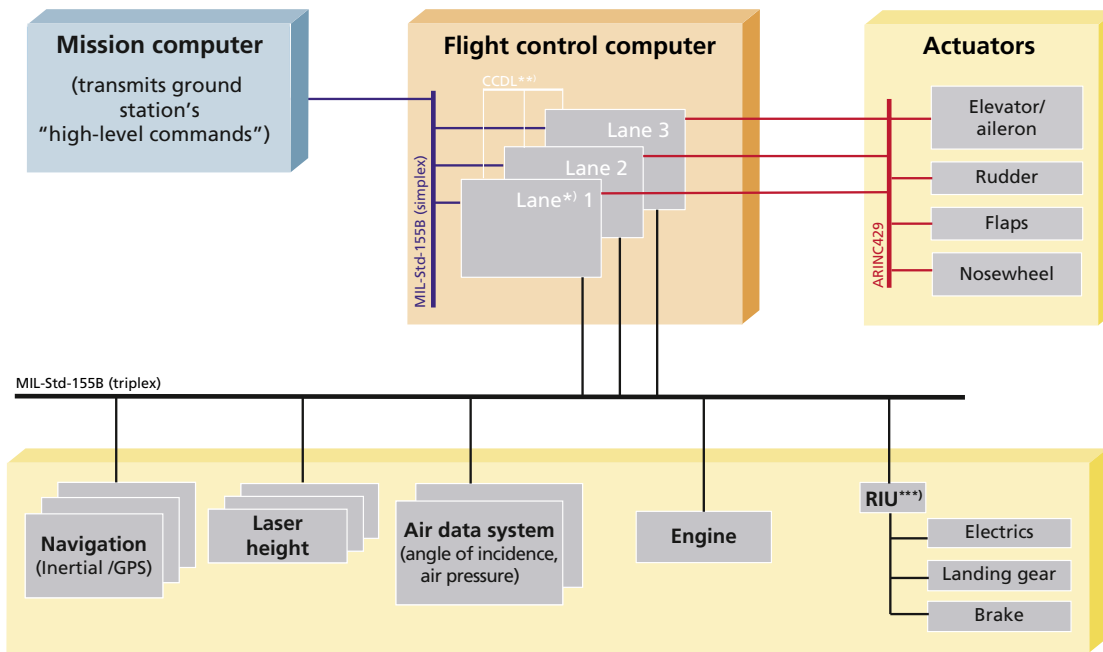 Mission computer
(transmits ground
station's
“high-level commands”)
Flight control computer
CCDL**)
Lane 3
Lane 2
Lane*) 1
MIL-Std-155B (simplex)
Actuators
Elevator/
aileron
Rudder
Flaps
Nosewheel
ARINC429
MIL-Std-155B (triplex)
Navigation
(Inertial /GPS)
Laser
height
Air data system
(angle of incidence,
air pressure)
Engine
RIU***)
Electrics
Landing gear
Brake